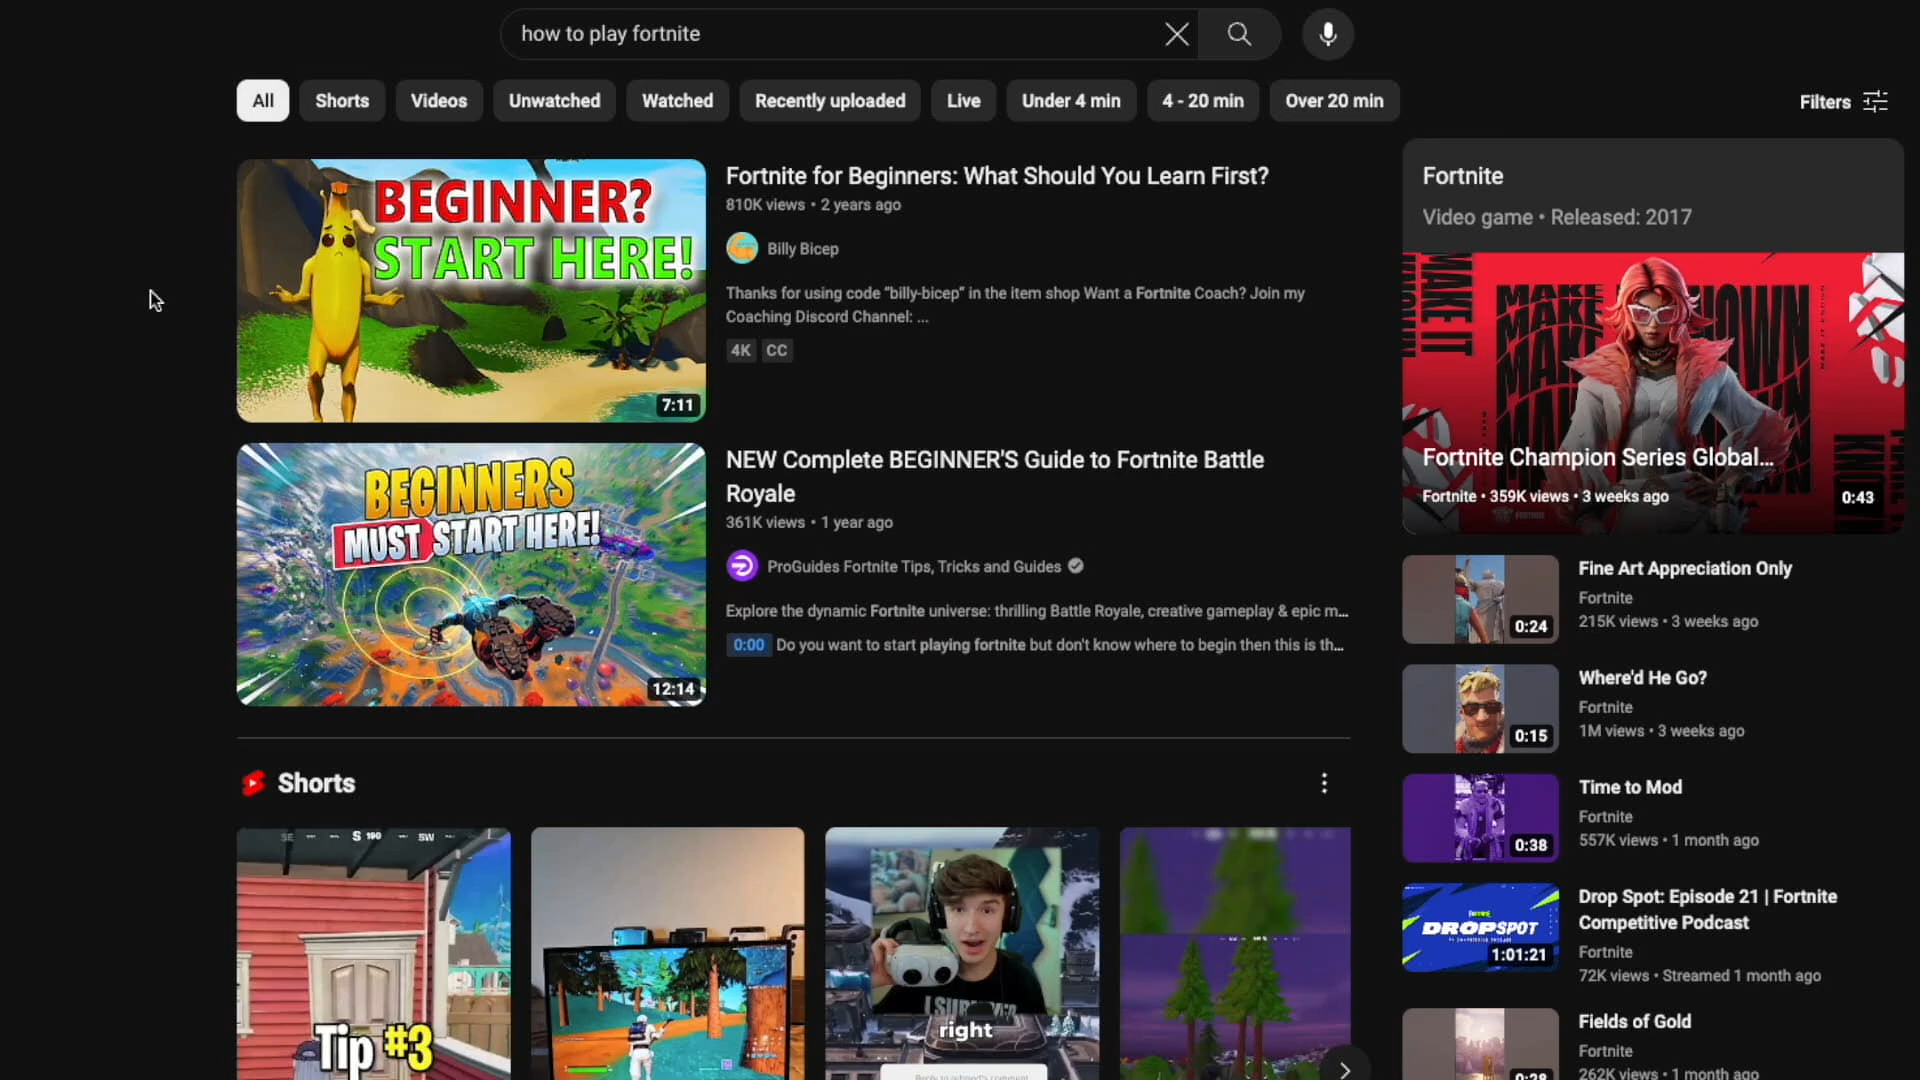 how to play fortnite
All
Shorts
Videos
Unwatched
Watched
Recently uploaded
Live
Under 4 min
4 - 20 min
Over 20 min
Filters
BEGINNER?
START HERE!
7:11
Fortnite for Beginners: What Should You Learn First?
810K views • 2 years ago
Billy Bicep
Thanks for using code “billy-bicep” in the item shop Want a Fortnite Coach? Join my
Coaching Discord Channel: ...
4K CC
BEGINNERS
MUST START HERE!
12:14
NEW Complete BEGINNER'S Guide to Fortnite Battle
Royale
361K views • 1 year ago
ProGuides Fortnite Tips, Tricks and Guides
Explore the dynamic Fortnite universe: thrilling Battle Royale, creative gameplay & epic m...
0:00 Do you want to start playing fortnite but don't know where to begin then this is th...
Shorts
SE S 190 SW
Tip #3
I SURVIVED
right
Fortnite
Video game • Released: 2017
MAKE IT
MAKE
Fortnite Champion Series Global...
Fortnite • 359K views • 3 weeks ago
0:43
0:24
Fine Art Appreciation Only
Fortnite
215K views • 3 weeks ago
0:15
Where'd He Go?
Fortnite
1M views • 3 weeks ago
0:38
Time to Mod
Fortnite
557K views • 1 month ago
DROPSPOT
1:01:21
Drop Spot: Episode 21 | Fortnite
Competitive Podcast
Fortnite
72K views • Streamed 1 month ago
0:28
Fields of Gold
Fortnite
262K views • 1 month ago